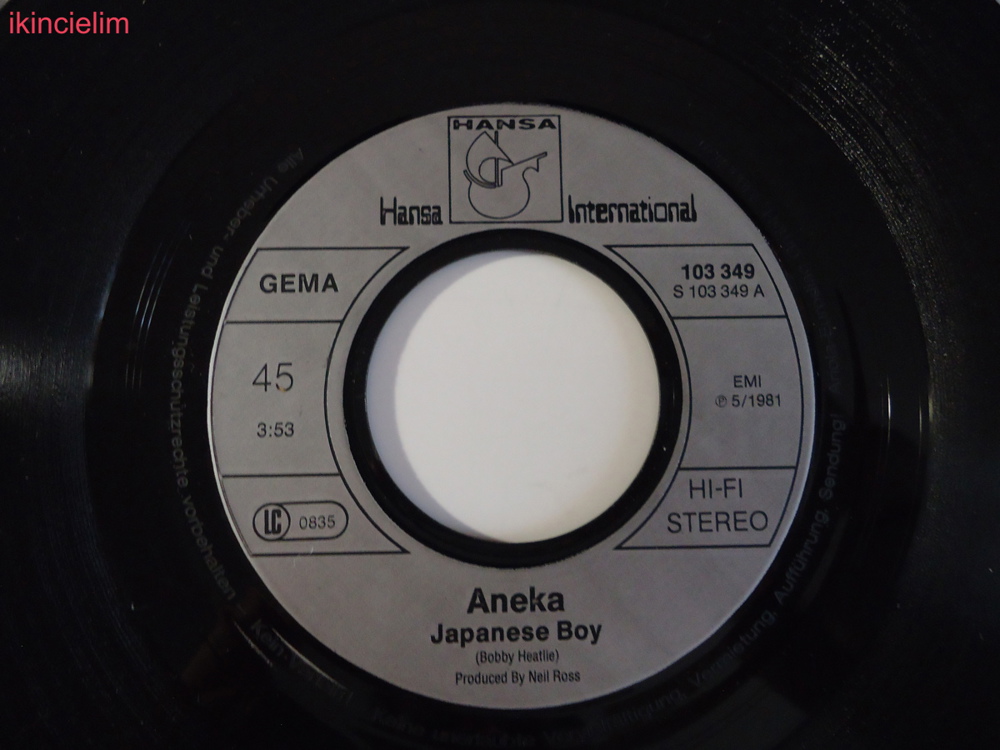 ikincielim
HANSA
Hansa International
GEMA
103 349
S 103 349 A
45
3:53
EMI
℗ 5/1981
LC 0835
HI-FI
STEREO
Aneka
Japanese Boy
(Bobby Heatlie)
Produced By Neil Ross
Alle Urheber- und Leistungsschutzrechte vorbehalten
Vermietung, Aufführung, Sendung!